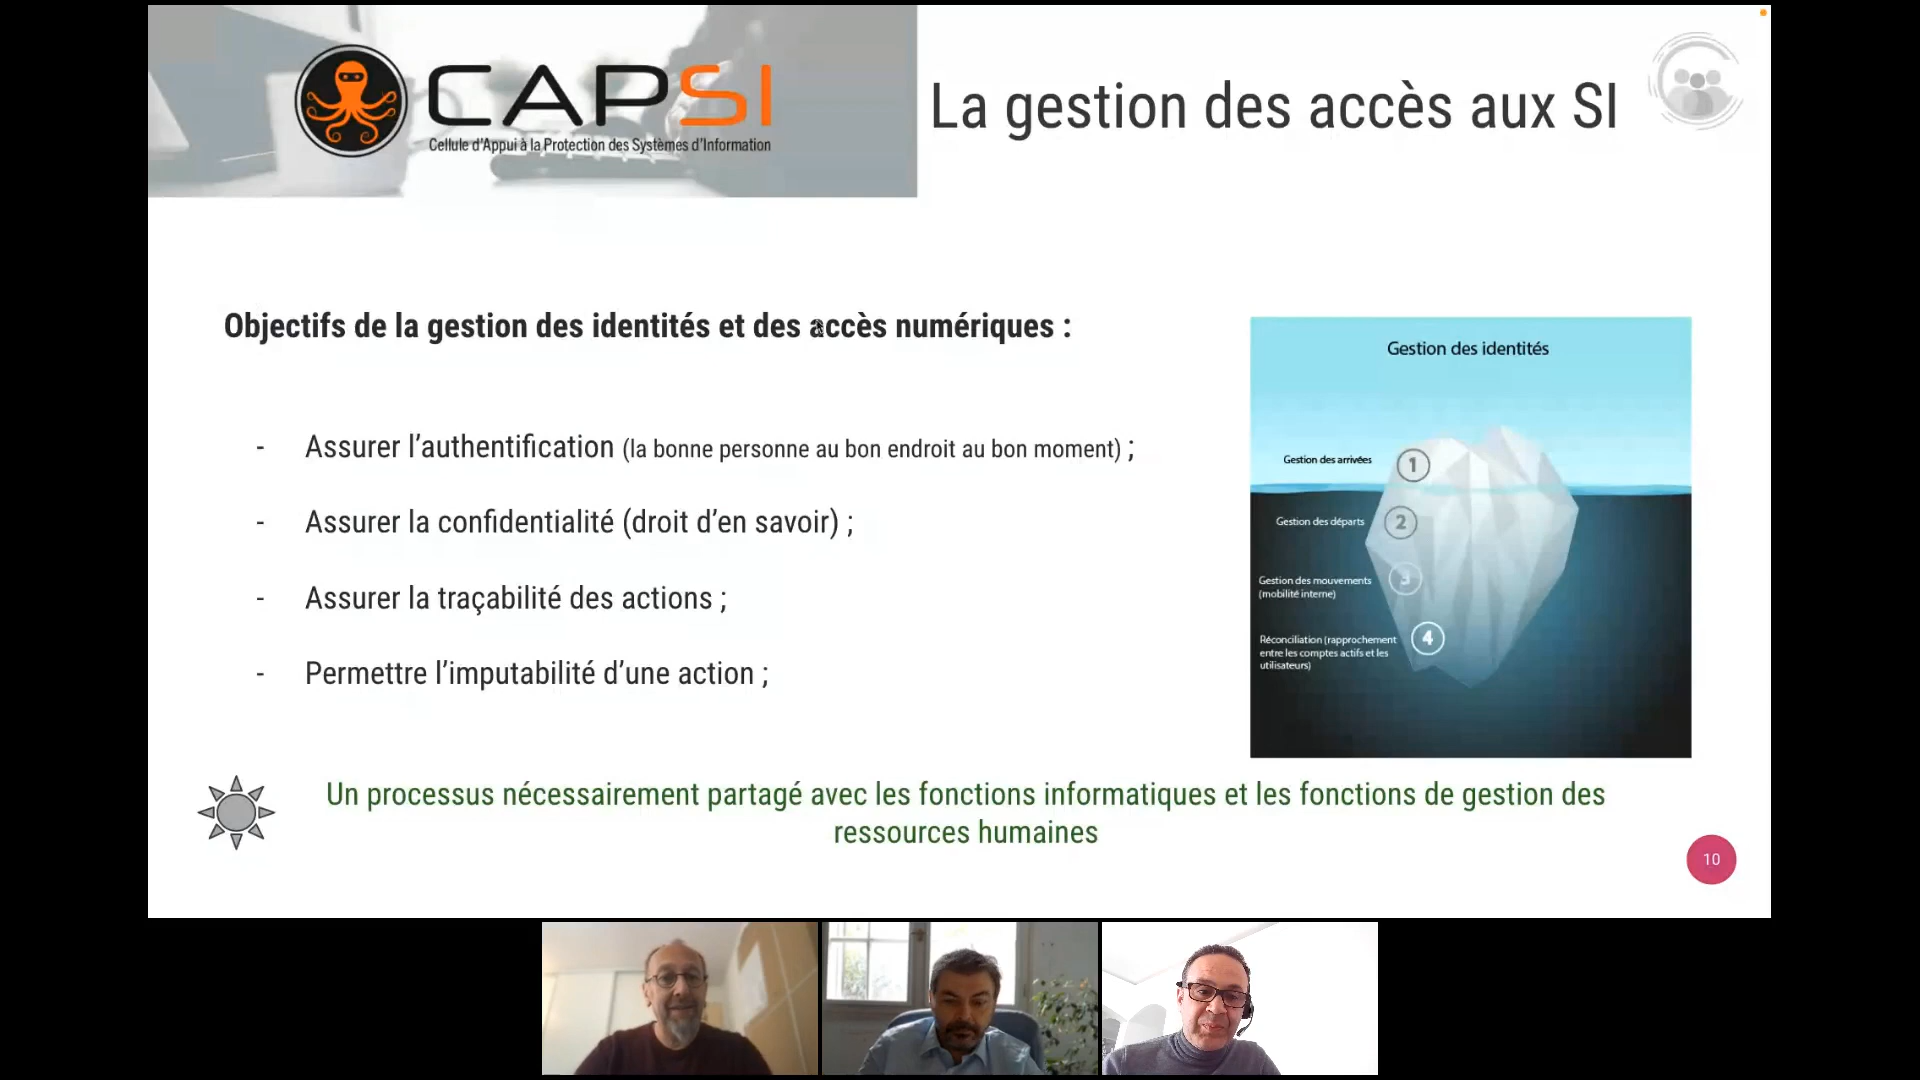 CAPSI
Cellule d'Appui à la Protection des Systèmes d'Information
La gestion des accès aux SI
Objectifs de la gestion des identités et des accès numériques :
- Assurer l'authentification (la bonne personne au bon endroit au bon moment) ;
- Assurer la confidentialité (droit d'en savoir) ;
- Assurer la traçabilité des actions ;
- Permettre l'imputabilité d'une action ;
Gestion des identités
Gestion des arrivées 1
Gestion des départs 2
Gestion des mouvements 3
(mobilité interne)
Réconciliation (rapprochement 4
entre les comptes actifs et les
utilisateurs)
Un processus nécessairement partagé avec les fonctions informatiques et les fonctions de gestion des
ressources humaines
10